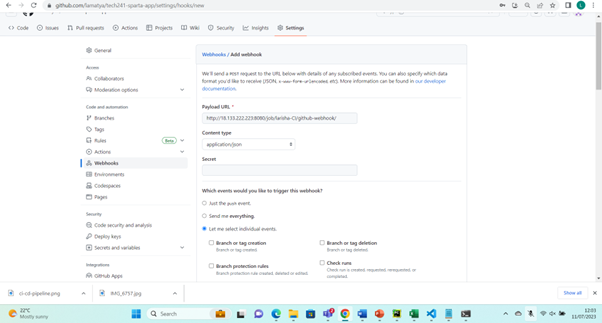 github.com/lamatya/tech241-sparta-app/settings/hooks/new
Code Issues Pull requests Actions Projects Wiki Security Insights Settings
General
Access
Collaborators
Moderation options
Code and automation
Branches
Tags
Rules Beta
Actions
Webhooks
Environments
Codespaces
Pages
Security
Code security and analysis
Deploy keys
Secrets and variables
Integrations
GitHub Apps
Webhooks / Add webhook
We'll send a POST request to the URL below with details of any subscribed events. You can also specify which data
format you'd like to receive (JSON, x-www-form-urlencoded, etc). More information can be found in our developer
documentation.
Payload URL *
http://18.133.222.223:8080/job/laisha-CI/github-webhook/
Content type
application/json
Secret
Which events would you like to trigger this webhook?
Just the push event.
Send me everything.
Let me select individual events.
Branch or tag creation
Branch or tag created.
Branch or tag deletion
Branch or tag deleted.
Branch protection rules
Branch protection rule created, deleted or edited.
Check runs
Check run is created, requested, rerequested, or
completed.
ci-cd-pipeline.png
IMG_6757.jpg
Show all
22°C
Mostly sunny
Search
12:03
11/07/2023